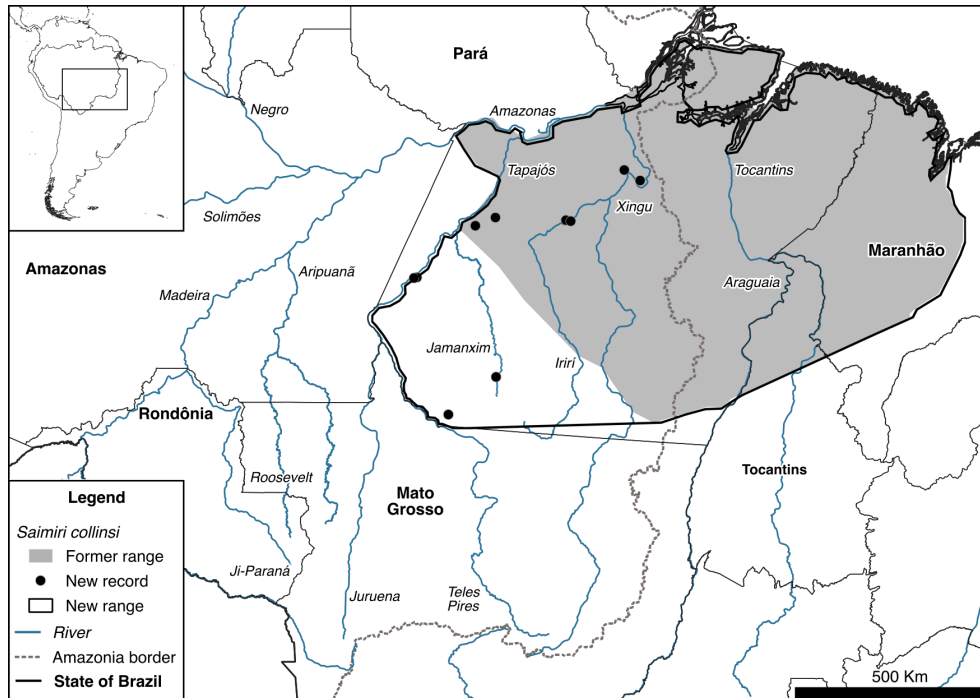 Pará
Amazonas
Negro
Tapajós
Tocantins
Xingu
Solimões
Maranhão
Amazonas
Aripuanã
Araguaia
Madeira
Jamanxim
Irirí
Rondônia
Tocantins
Roosevelt
Mato
Grosso
Ji-Paraná
Juruena
Teles
Pires
Legend
Saimiri collinsi
Former range
New record
New range
River
Amazonia border
State of Brazil
500 Km